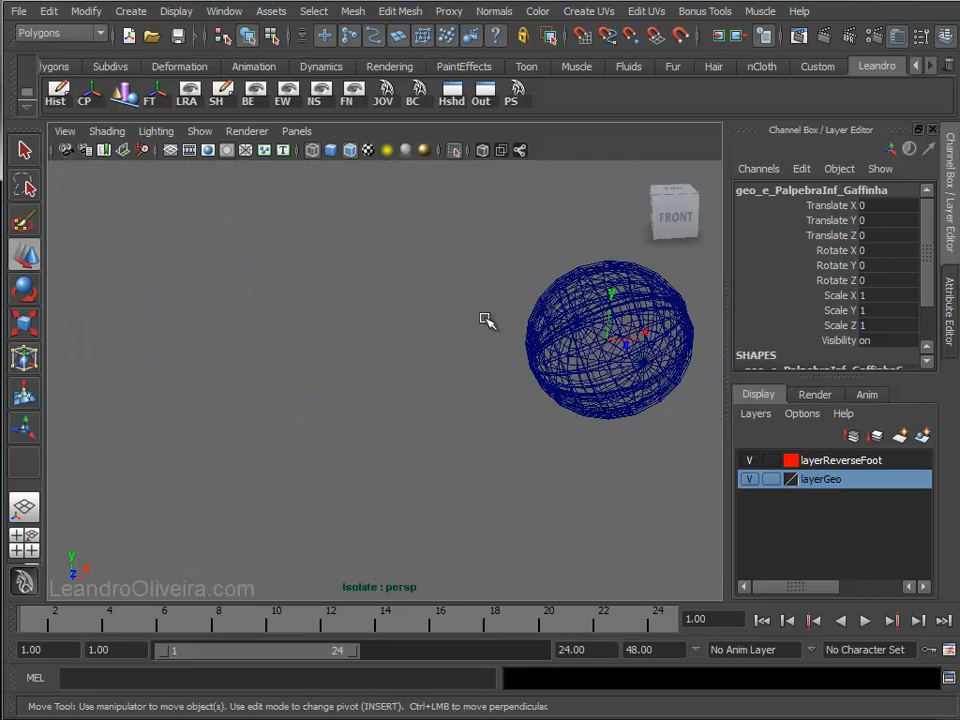 File Edit Modify Create Display Window Assets Select Mesh Edit Mesh Proxy Normals Color Create UVs Edit UVs Bonus Tools Muscle Help
Polygons
olygons Subdivs Deformation Animation Dynamics Rendering PaintEffects Toon Muscle Fluids Fur Hair nCloth Custom Leandro
Hist CP FT LRA SH BE EW NS FN JOV BC Hshd Out PS
View Shading Lighting Show Renderer Panels
FRONT
y
x
z
y
x
z
LeandroOliveira.com
Isolate : persp
Channel Box / Layer Editor
Channels Edit Object Show
geo_e_PalpebraInf_Gaffinha
Translate X 0
Translate Y 0
Translate Z 0
Rotate X 0
Rotate Y 0
Rotate Z 0
Scale X 1
Scale Y 1
Scale Z 1
Visibility on
SHAPES
Display Render Anim
Layers Options Help
V layerReverseFoot
V layerGeo
Channel Box / Layer Editor
Attribute Editor
2 4 6 8 10 12 14 16 18 20 22 24
1.00
1.00 1.00 1 24 24.00 48.00 No Anim Layer No Character Set
MEL
Move Tool: Use manipulator to move object(s). Use edit mode to change pivot (INSERT). Ctrl+LMB to move perpendicular.